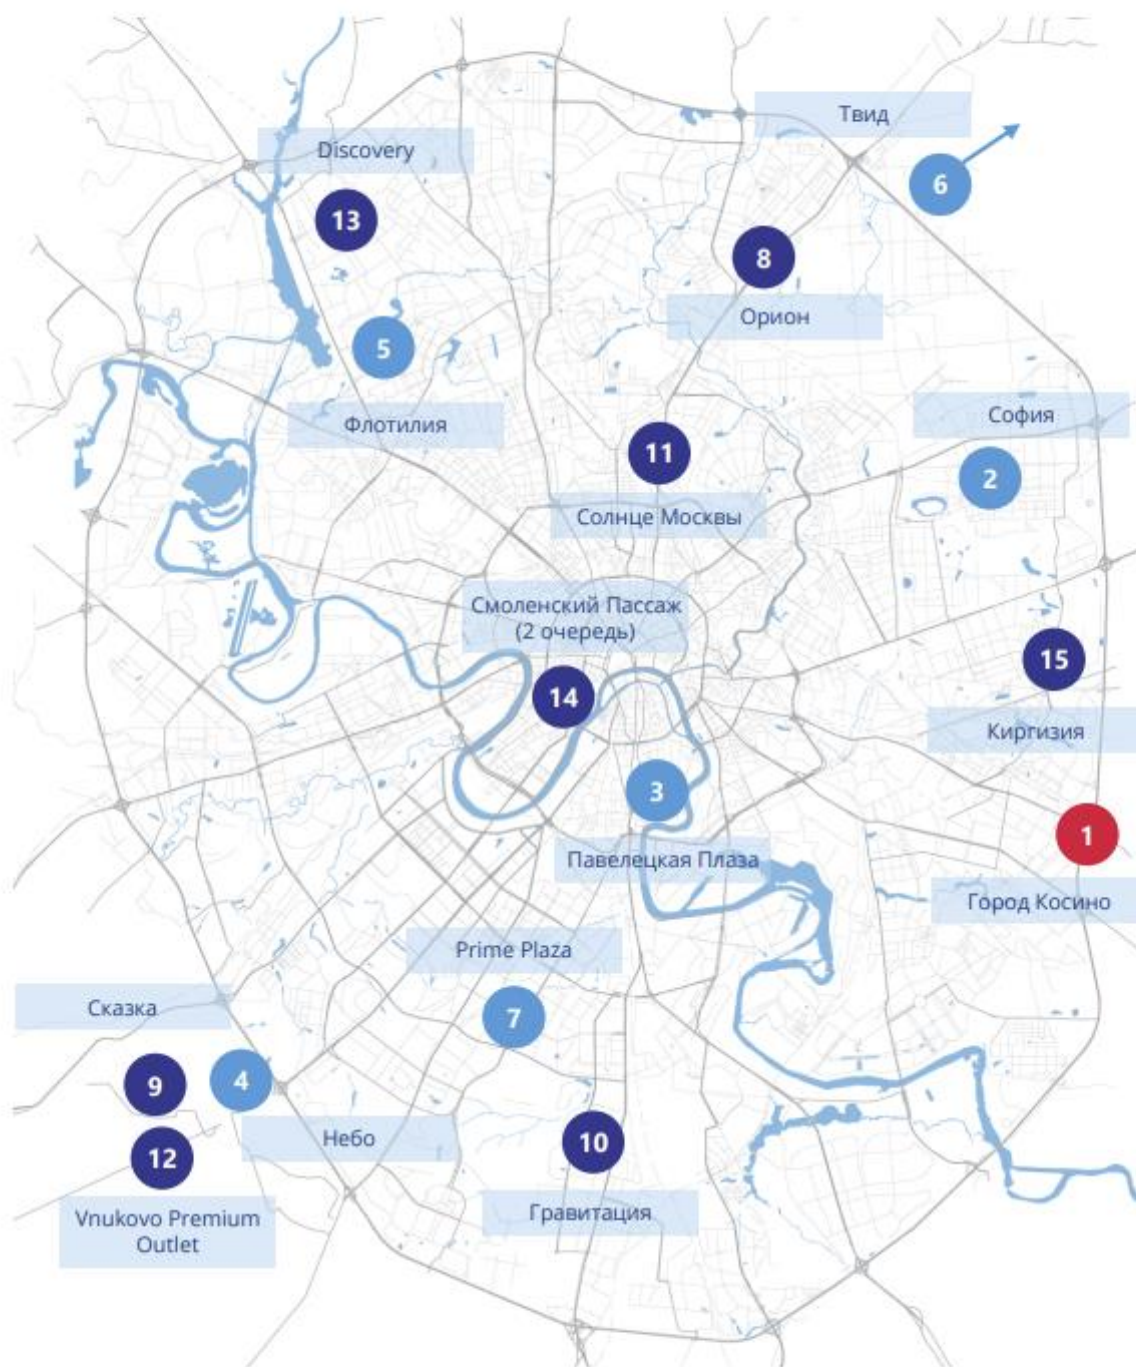 Твид
Discovery
6
13
8
Орион
5
София
Флотилия
11
2
Солнце Москвы
Смоленский Пассаж
(2 очередь)
15
14
Киргизия
3
1
Павелецкая Плаза
Город Косино
Prime Plaza
Сказка
7
9
4
Небо
10
12
Vnukovo Premium
Outlet
Гравитация